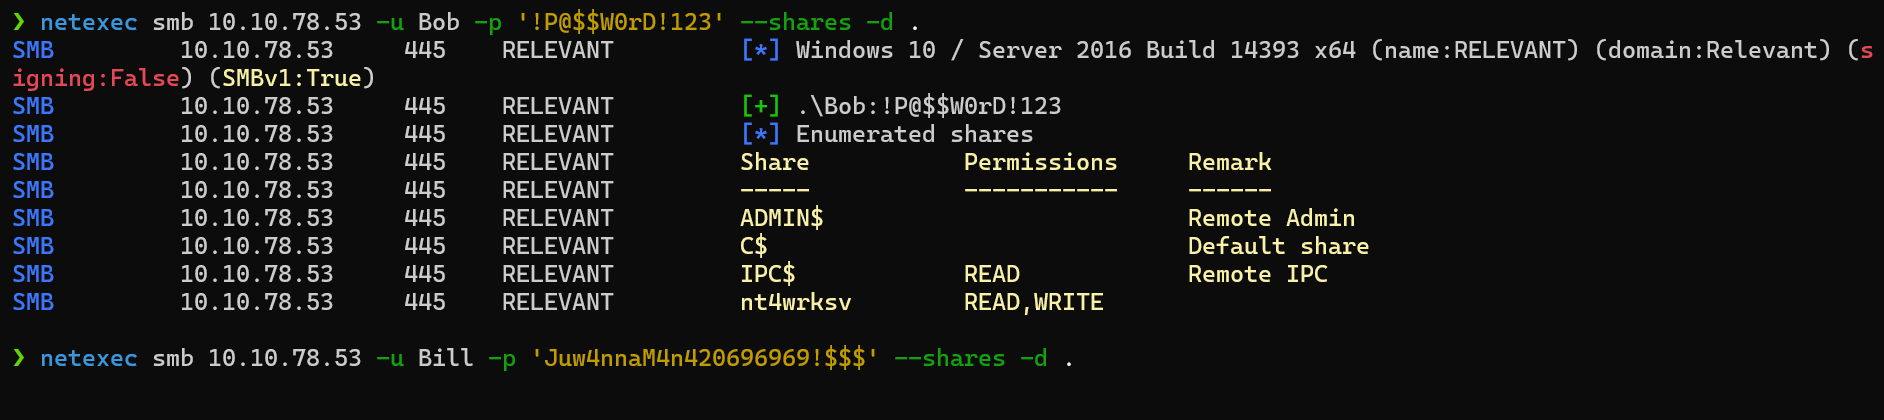 ❯ netexec smb 10.10.78.53 -u Bob -p '!P@$$W0rD!123' --shares -d .
SMB 10.10.78.53 445 RELEVANT [*] Windows 10 / Server 2016 Build 14393 x64 (name:RELEVANT) (domain:Relevant) (s
igning:False) (SMBv1:True)
SMB 10.10.78.53 445 RELEVANT [+] .\Bob:!P@$$W0rD!123
SMB 10.10.78.53 445 RELEVANT [*] Enumerated shares
SMB 10.10.78.53 445 RELEVANT Share Permissions Remark
SMB 10.10.78.53 445 RELEVANT ----- ----------- ------
SMB 10.10.78.53 445 RELEVANT ADMIN$ Remote Admin
SMB 10.10.78.53 445 RELEVANT C$ Default share
SMB 10.10.78.53 445 RELEVANT IPC$ READ Remote IPC
SMB 10.10.78.53 445 RELEVANT nt4wrksv READ,WRITE
❯ netexec smb 10.10.78.53 -u Bill -p 'Juw4nnaM4n420696969!$$$' --shares -d .